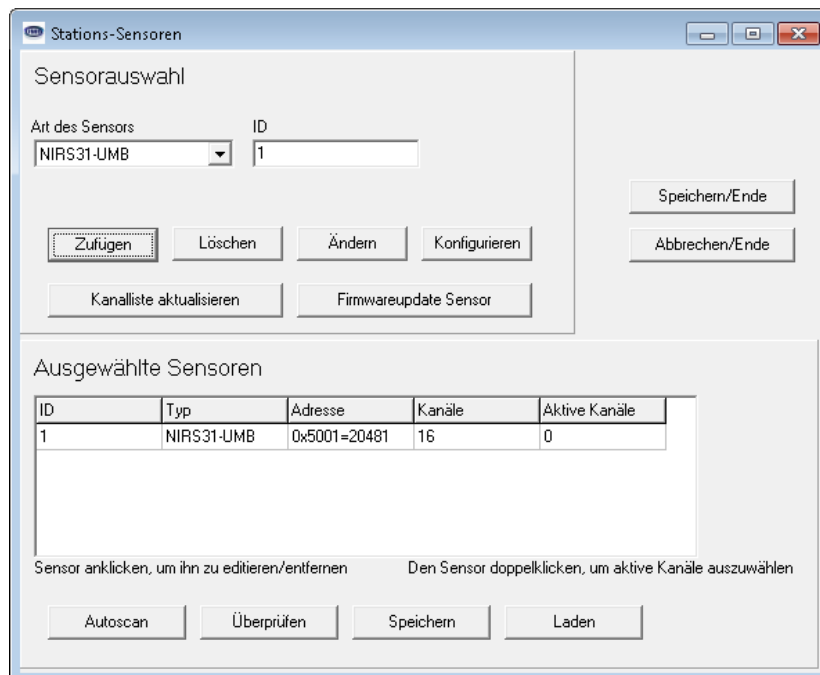 Stations-Sensoren
Sensorauswahl
Art des Sensors ID
NIRS31-UMB 1
Speichern/Ende
Zufügen Löschen Ändern Konfigurieren Abbrechen/Ende
Kanalliste aktualisieren Firmwareupdate Sensor
Ausgewählte Sensoren
ID Typ Adresse Kanäle Aktive Kanäle
1 NIRS31-UMB 0x5001=20481 16 0
Sensor anklicken, um ihn zu editieren/entfernen Den Sensor doppelklicken, um aktive Kanäle auszuwählen
Autoscan Überprüfen Speichern Laden